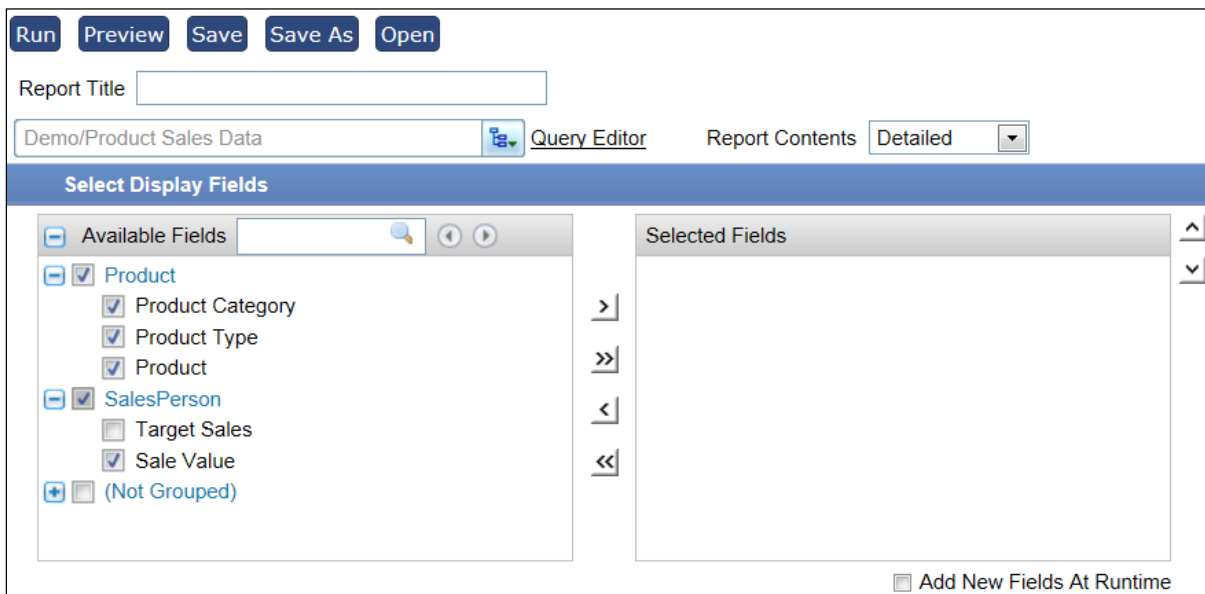 Run Preview Save Save As Open
Report Title
Demo/Product Sales Data Query Editor Report Contents Detailed
Select Display Fields
Available Fields Selected Fields
Product
Product Category
Product Type
Product
SalesPerson
Target Sales
Sale Value
(Not Grouped)
Add New Fields At Runtime